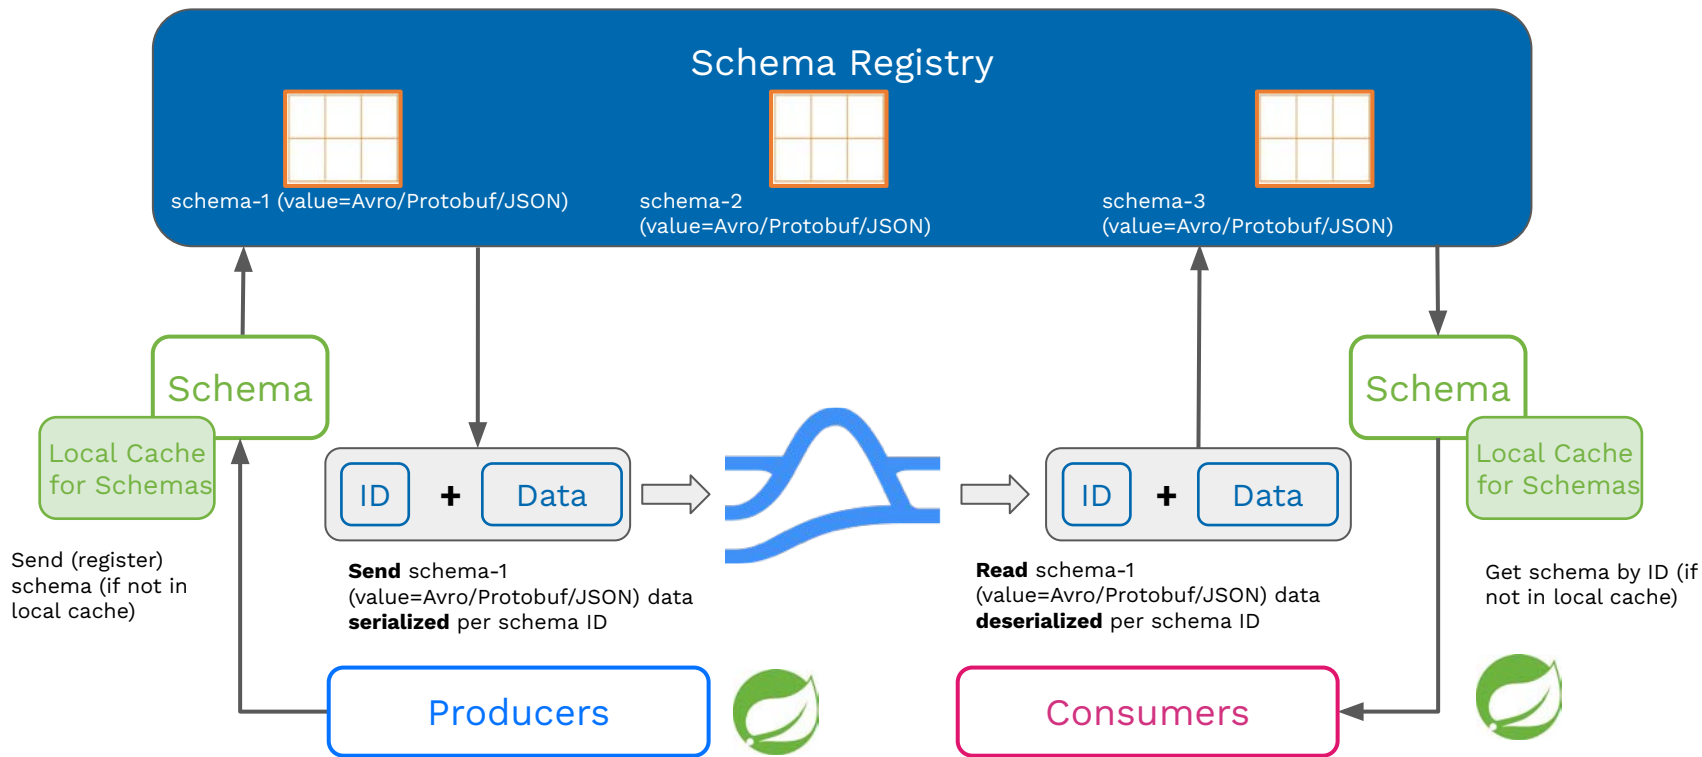 Schema Registry
schema-1 (value=Avro/Protobuf/JSON)
schema-2
(value=Avro/Protobuf/JSON)
schema-3
(value=Avro/Protobuf/JSON)
Schema
Local Cache
for Schemas
Send (register)
schema (if not in
local cache)
ID
+
Data
Send schema-1
(value=Avro/Protobuf/JSON) data
serialized per schema ID
Producers
ID
+
Data
Read schema-1
(value=Avro/Protobuf/JSON) data
deserialized per schema ID
Consumers
Schema
Local Cache
for Schemas
Get schema by ID (if
not in local cache)